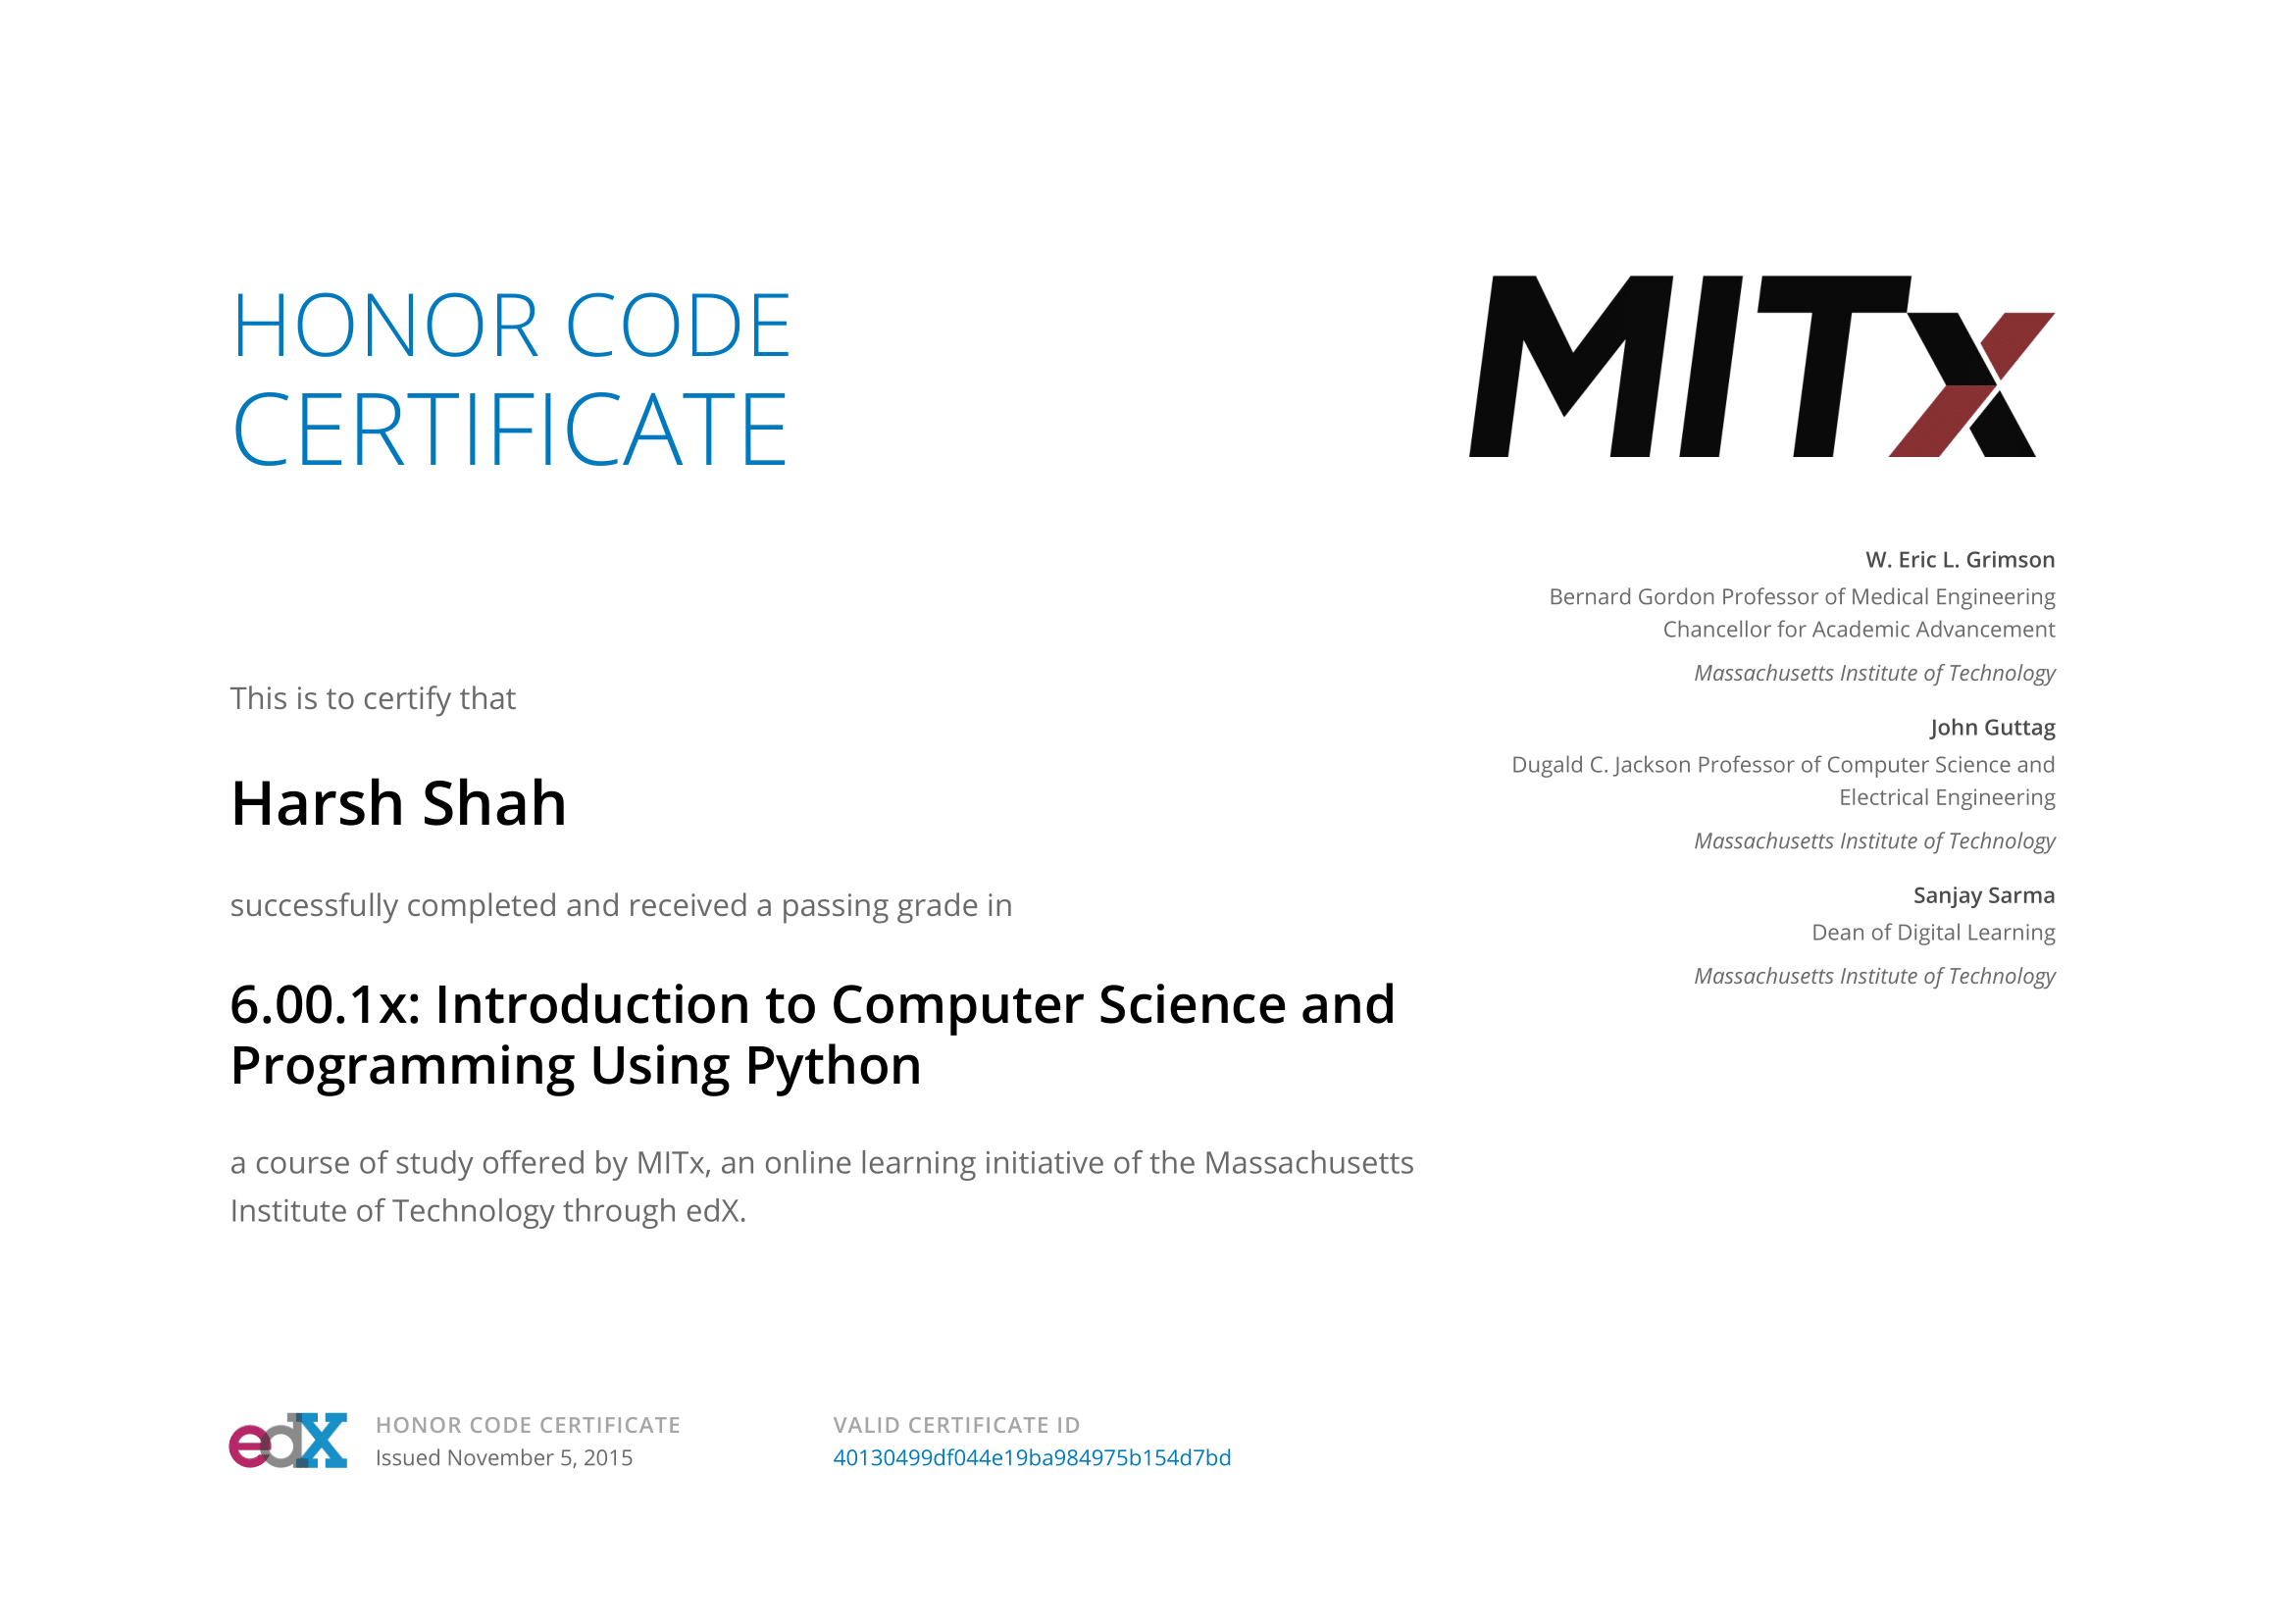 HONOR CODE
CERTIFICATE
MITx
W. Eric L. Grimson
Bernard Gordon Professor of Medical Engineering
Chancellor for Academic Advancement
Massachusetts Institute of Technology
John Guttag
Dugald C. Jackson Professor of Computer Science and
Electrical Engineering
Massachusetts Institute of Technology
Sanjay Sarma
Dean of Digital Learning
Massachusetts Institute of Technology
This is to certify that
Harsh Shah
successfully completed and received a passing grade in
6.00.1x: Introduction to Computer Science and
Programming Using Python
a course of study offered by MITx, an online learning initiative of the Massachusetts
Institute of Technology through edX.
edX
HONOR CODE CERTIFICATE
Issued November 5, 2015
VALID CERTIFICATE ID
40130499df044e19ba984975b154d7bd